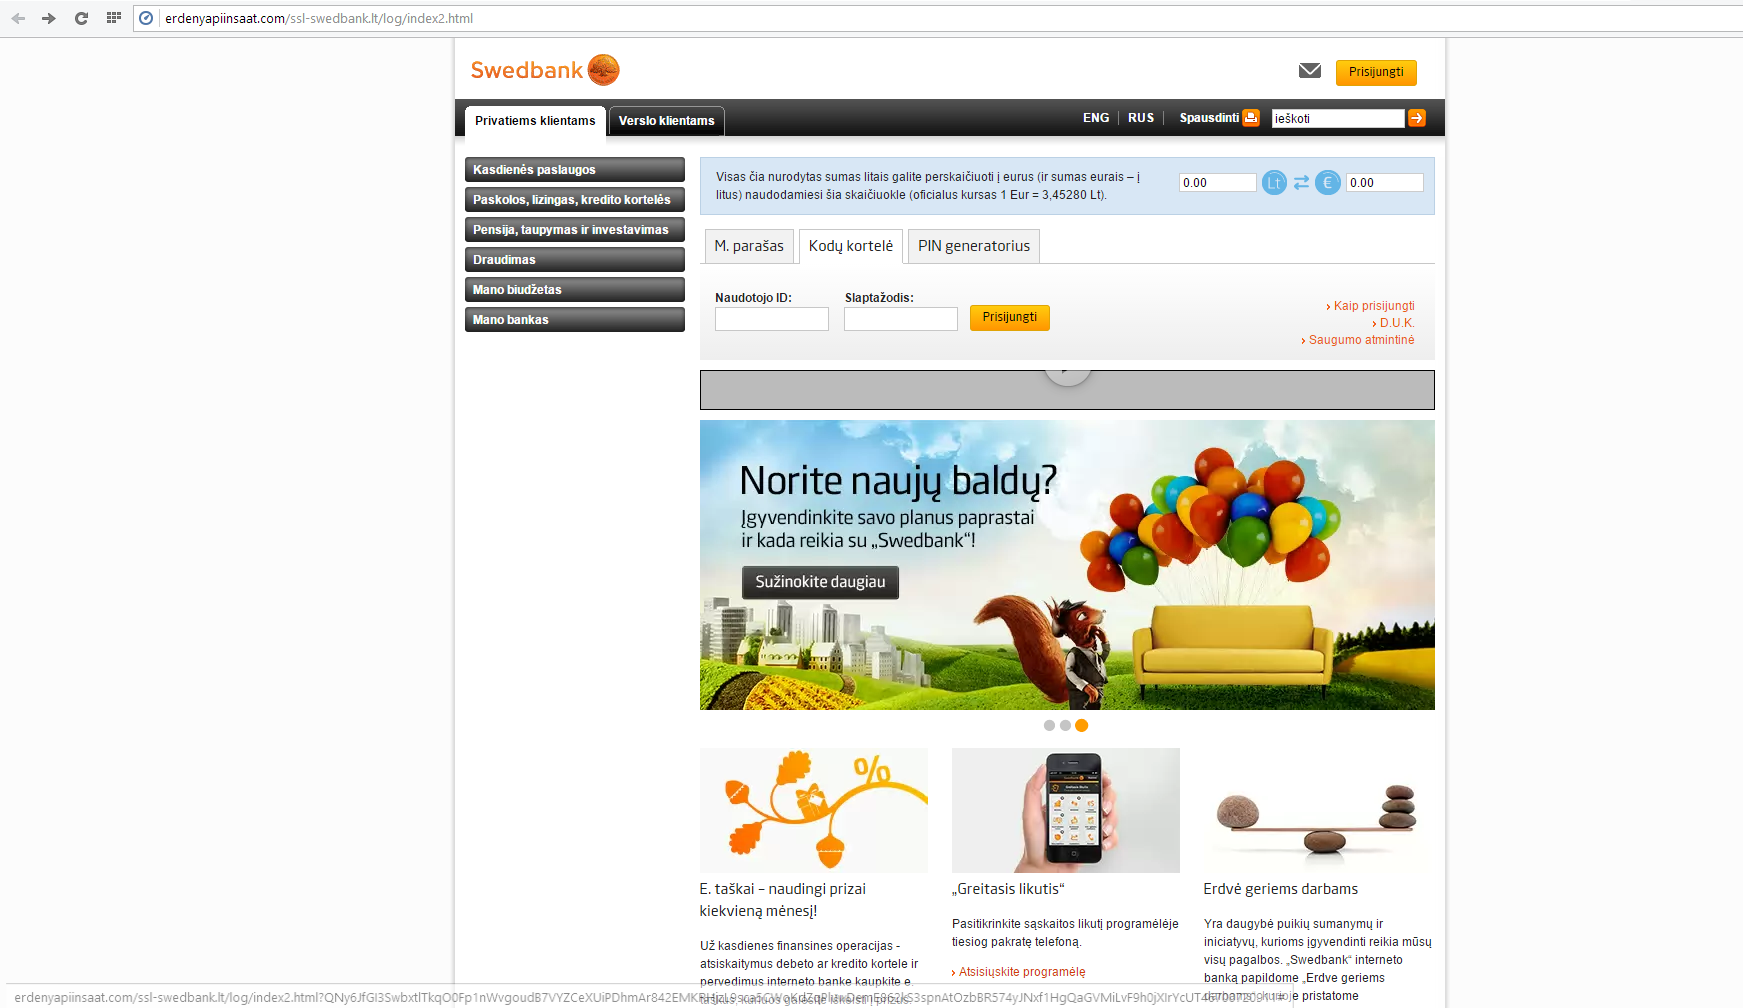 erdenyapiinsaat.com/ssl-swedbank.lt/log/index2.html
Swedbank
Prisijungti
Privatiems klientams
Verslo klientams
ENG
RUS
Spausdinti
ieškoti
Kasdienės paslaugos
Paskolos, lizingas, kredito kortelės
Pensija, taupymas ir investavimas
Draudimas
Mano biudžetas
Mano bankas
Visas čia nurodytas sumas litais galite perskaičiuoti į eurus (ir sumas eurais – į
litus) naudodamiesi šia skaičiuokle (oficialus kursas 1 Eur = 3,45280 Lt).
0.00
Lt
€
0.00
M. parašas
Kodų kortelė
PIN generatorius
Naudotojo ID:
Slaptažodis:
Prisijungti
Kaip prisijungti
D.U.K.
Saugumo atmintinė
Norite naujų baldų?
Įgyvendinkite savo planus paprastai
ir kada reikia su „Swedbank“!
Sužinokite daugiau
%
E. taškai – naudingi prizai
kiekvieną mėnesį!
Už kasdienes finansines operacijas -
atsiskaitymus debeto ar kredito kortele ir
pervedimus interneto banke kaupkite e.
„Greitasis likutis“
Pasitikrinkite sąskaitos likutį programėlėje
tiesiog pakratę telefoną.
Atsisiųskite programėlę
Erdvė geriems darbams
Yra daugybė puikių sumanymų ir
iniciatyvų, kurioms įgyvendinti reikia mūsų
visų pagalbos. „Swedbank“ interneto
banką papildome „Erdve geriems
pristatome
erdenyapiinsaat.com/ssl-swedbank.lt/log/index2.html